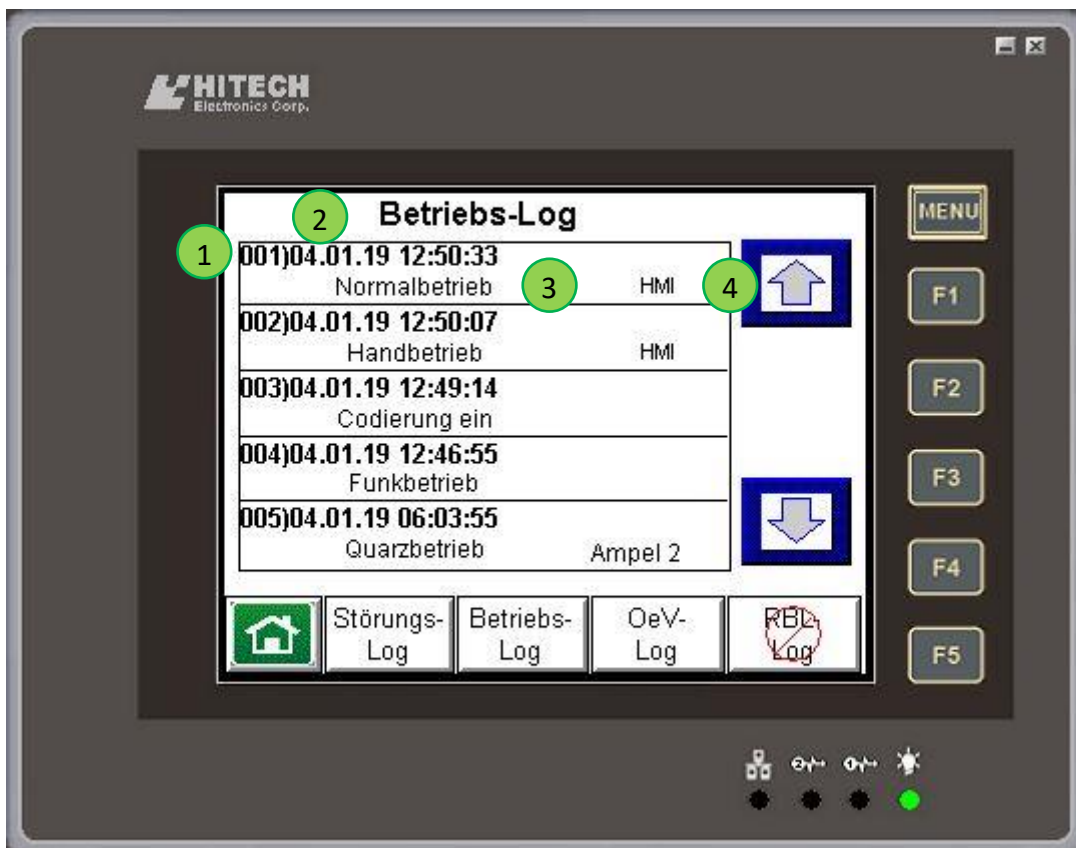 HITECH
Electronics Corp.
MENU
2 Betriebs-Log
1 001)04.01.19 12:50:33
Normalbetrieb 3 HMI 4
F1
002)04.01.19 12:50:07
Handbetrieb HMI
F2
003)04.01.19 12:49:14
Codierung ein
004)04.01.19 12:46:55
Funkbetrieb
F3
005)04.01.19 06:03:55
Quarzbetrieb Ampel 2
F4
Störungs-
Log
Betriebs-
Log
OeV-
Log
RBL-
Log
F5
2
1